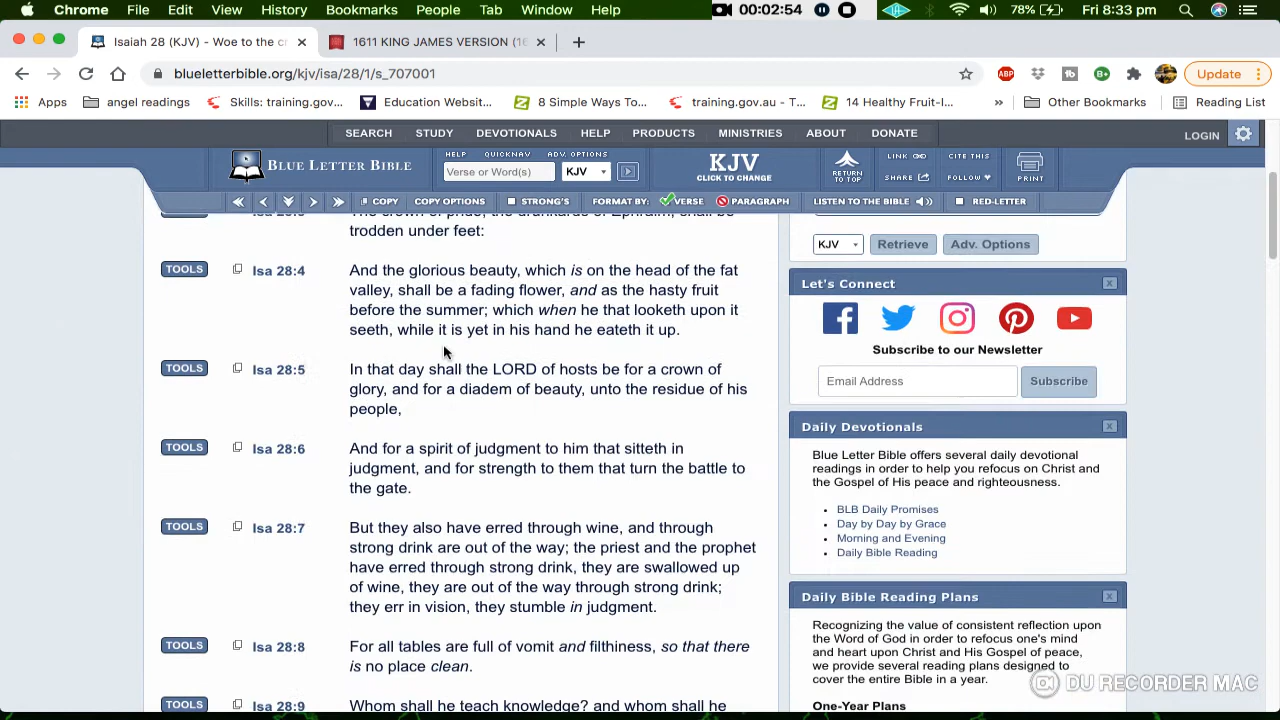 Chrome File Edit View History Bookmarks People Tab Window Help 00:02:54 78% Fri 8:33 pm
Isaiah 28 (KJV) - Woe to the cr 1611 KING JAMES VERSION (16
blueletterbible.org/kjv/isa/28/1/s_707001 ABP Update
Apps angel readings Skills: training.gov... Education Websit... 8 Simple Ways To... training.gov.au - T... 14 Healthy Fruit-I... » Other Bookmarks Reading List
SEARCH STUDY DEVOTIONALS HELP PRODUCTS MINISTRIES ABOUT DONATE LOGIN
HELP QUICKNAV ADV. OPTIONS
BLUE LETTER BIBLE Verse or Word(s) KJV
KJV
CLICK TO CHANGE
RETURN TO TOP
LINK CITE THIS
SHARE FOLLOW PRINT
COPY COPY OPTIONS STRONG'S FORMAT BY: VERSE PARAGRAPH LISTEN TO THE BIBLE RED-LETTER
The crown of pride, the drunkards of Ephraim, shall be
trodden under feet:
TOOLS Isa 28:4 And the glorious beauty, which is on the head of the fat
valley, shall be a fading flower, and as the hasty fruit
before the summer; which when he that looketh upon it
seeth, while it is yet in his hand he eateth it up.
TOOLS Isa 28:5 In that day shall the LORD of hosts be for a crown of
glory, and for a diadem of beauty, unto the residue of his
people,
TOOLS Isa 28:6 And for a spirit of judgment to him that sitteth in
judgment, and for strength to them that turn the battle to
the gate.
TOOLS Isa 28:7 But they also have erred through wine, and through
strong drink are out of the way; the priest and the prophet
have erred through strong drink, they are swallowed up
of wine, they are out of the way through strong drink;
they err in vision, they stumble in judgment.
TOOLS Isa 28:8 For all tables are full of vomit and filthiness, so that there
is no place clean.
TOOLS Isa 28:9 Whom shall he teach knowledge? and whom shall he
KJV Retrieve Adv. Options
Let's Connect
Subscribe to our Newsletter
Email Address Subscribe
Daily Devotionals
Blue Letter Bible offers several daily devotional
readings in order to help you refocus on Christ and
the Gospel of His peace and righteousness.
BLB Daily Promises
Day by Day by Grace
Morning and Evening
Daily Bible Reading
Daily Bible Reading Plans
Recognizing the value of consistent reflection upon
the Word of God in order to refocus one's mind
and heart upon Christ and His Gospel of peace,
we provide several reading plans designed to
cover the entire Bible in a year.
One-Year Plans
DU RECORDER MAC